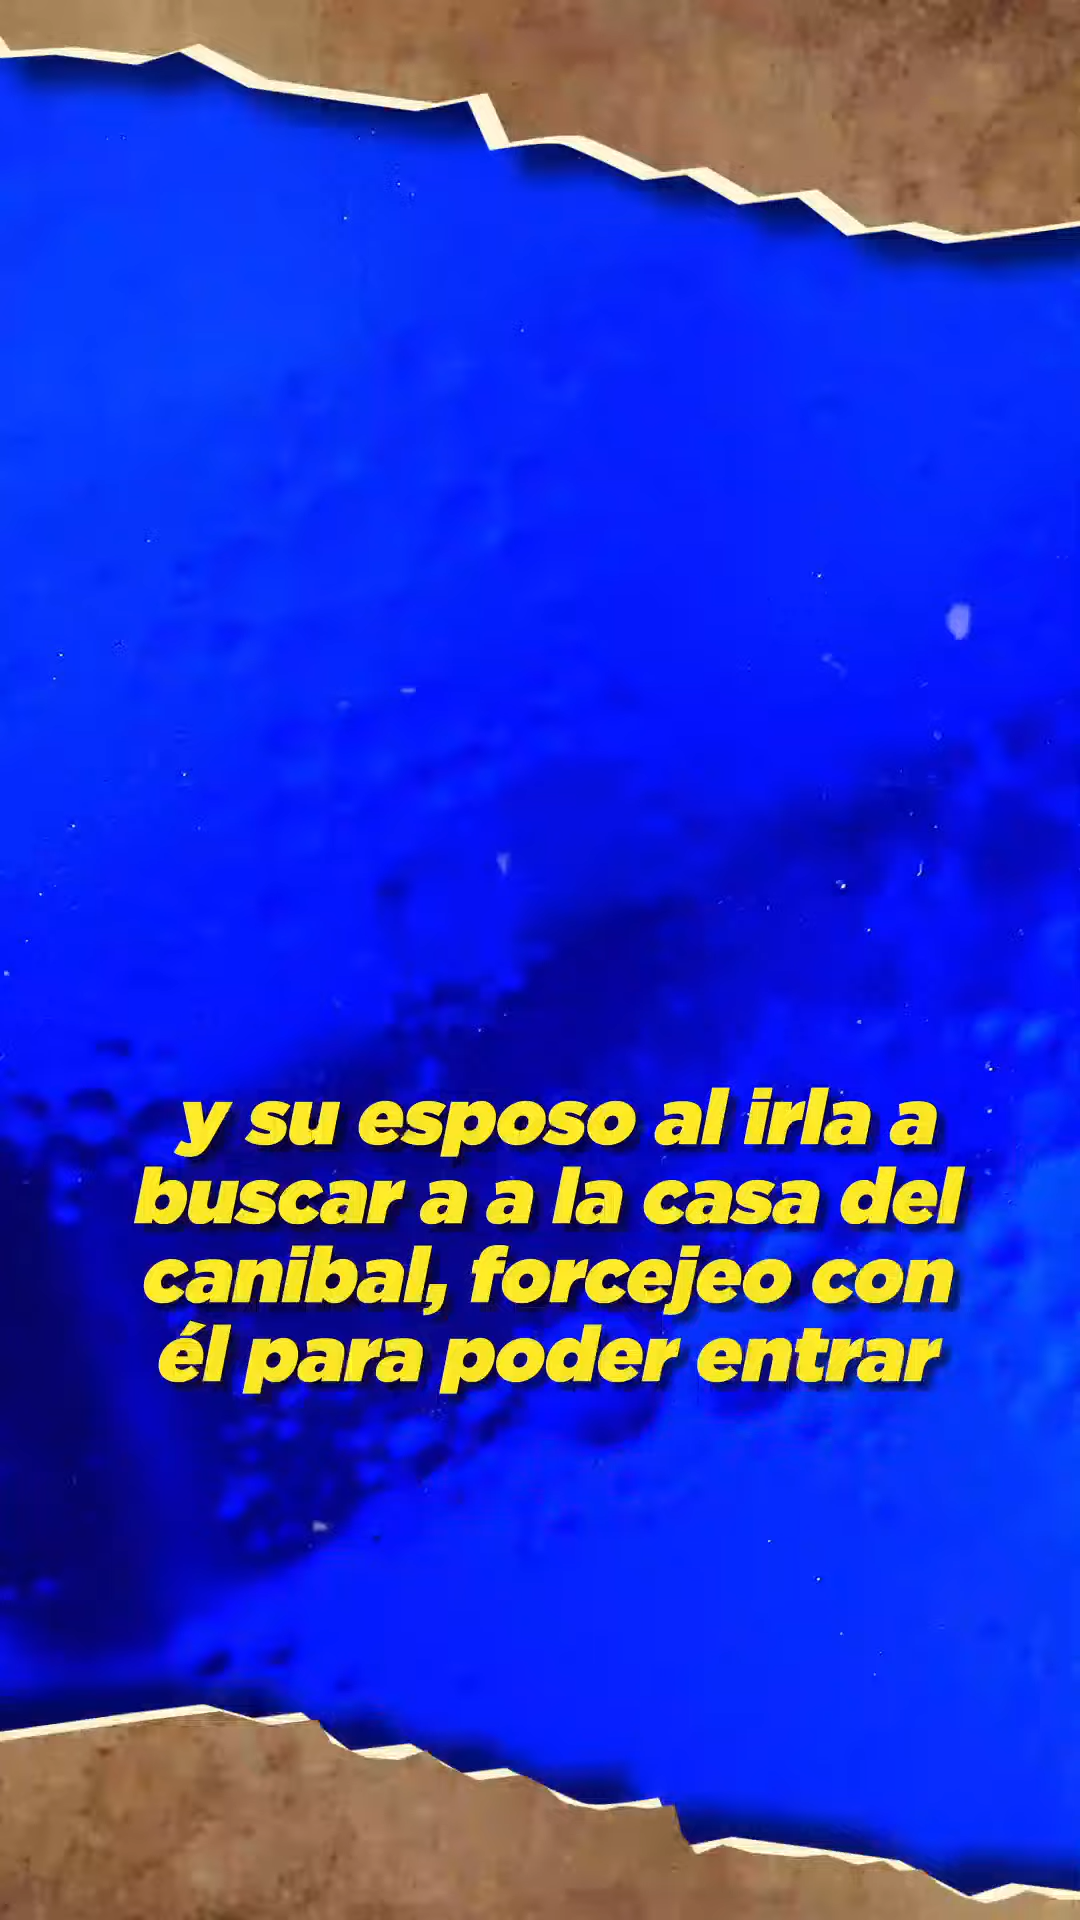 y su esposo al irla a
buscar a a la casa del
canibal, forcejeo con
él para poder entrar